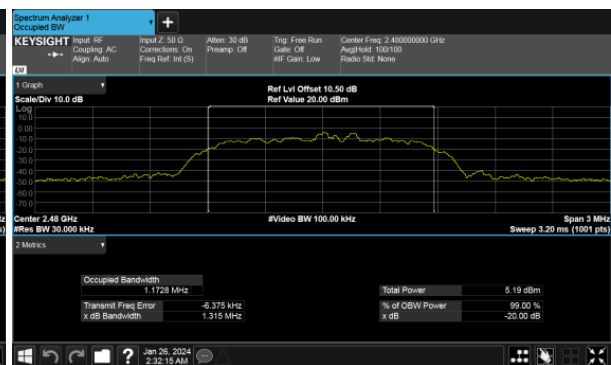 Spectrum Analyzer 1
Occupied BW
KEYSIGHT Input: RF Input Z: 50 Ω Atten: 30 dB Trig: Free Run Center Freq: 2.480000000 GHz
Coupling: AC Corrections: On Preamp: Off Gate: Off Avg|Hold: 100/100
Align: Auto Freq Ref: Int (S) #IF Gain: Low Radio Std: None
1 Graph
Scale/Div 10.0 dB Ref Lvl Offset 10.50 dB
Ref Value 20.00 dBm
Log
10.0
0.00
-10.0
-20.0
-30.0
-40.0
-50.0
-60.0
-70.0
Center 2.48 GHz #Video BW 100.00 kHz Span 3 MHz
#Res BW 30.000 kHz Sweep 3.20 ms (1001 pts)
2 Metrics
Occupied Bandwidth
1.1728 MHz Total Power 5.19 dBm
Transmit Freq Error -6.375 kHz % of OBW Power 99.00 %
x dB Bandwidth 1.315 MHz x dB -20.00 dB
? Jan 26, 2024
2:32:15 AM